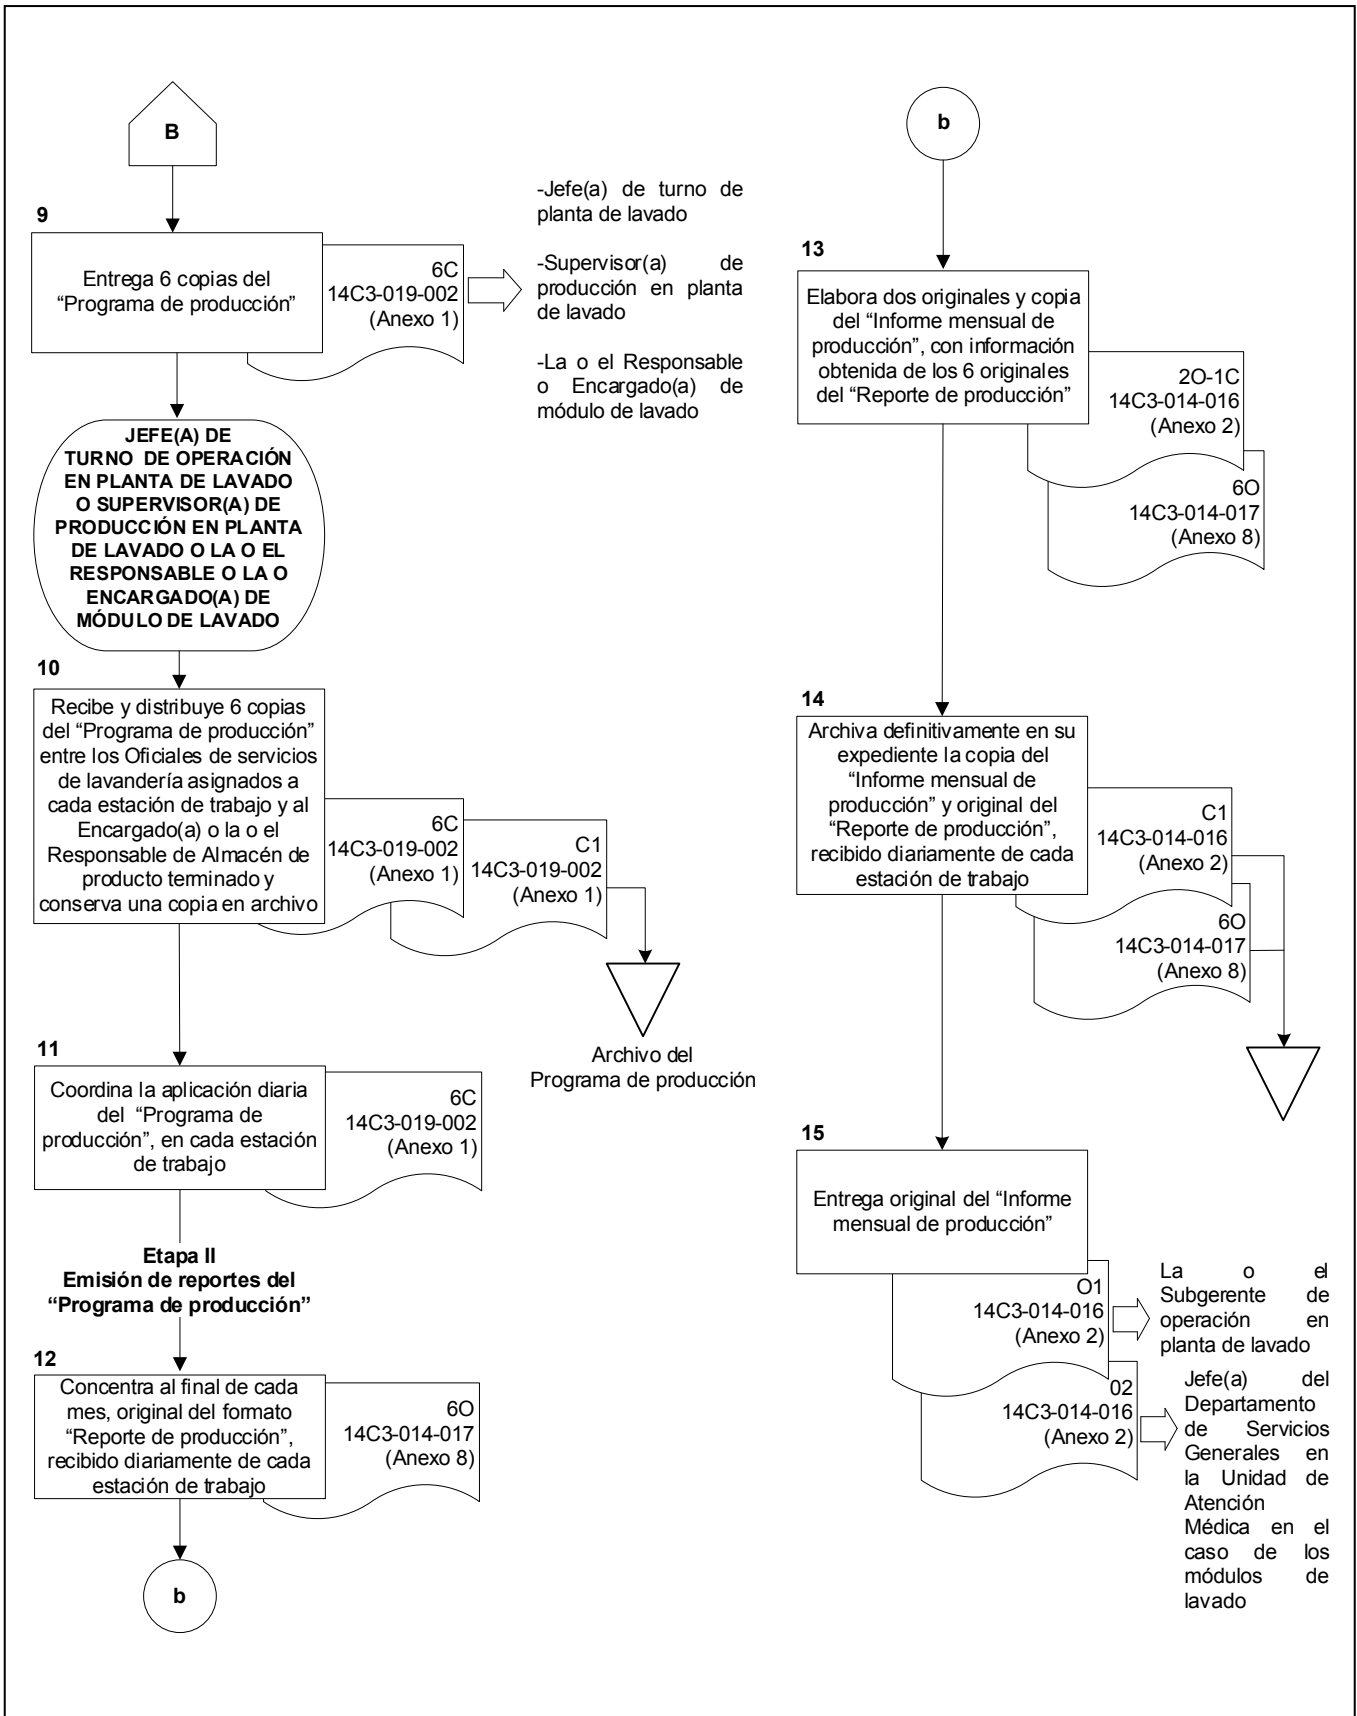 B
9
Entrega 6 copias del
“Programa de producción”
6C
14C3-019-002
(Anexo 1)
-Jefe(a) de turno de
planta de lavado
-Supervisor(a) de
producción en planta
de lavado
-La o el Responsable
o Encargado(a) de
módulo de lavado
JEFE(A) DE
TURNO DE OPERACIÓN
EN PLANTA DE LAVADO
O SUPERVISOR(A) DE
PRODUCCIÓN EN PLANTA
DE LAVADO O LA O EL
RESPONSABLE O LA O
ENCARGADO(A) DE
MÓDULO DE LAVADO
10
Recibe y distribuye 6 copias
del “Programa de producción”
entre los Oficiales de servicios
de lavandería asignados a
cada estación de trabajo y al
Encargado(a) o la o el
Responsable de Almacén de
producto terminado y
conserva una copia en archivo
6C
14C3-019-002
(Anexo 1)
C1
14C3-019-002
(Anexo 1)
Archivo del
Programa de producción
11
Coordina la aplicación diaria
del “Programa de
producción”, en cada estación
de trabajo
6C
14C3-019-002
(Anexo 1)
Etapa II
Emisión de reportes del
“Programa de producción”
12
Concentra al final de cada
mes, original del formato
“Reporte de producción”,
recibido diariamente de cada
estación de trabajo
6O
14C3-014-017
(Anexo 8)
b
b
13
Elabora dos originales y copia
del “Informe mensual de
producción”, con información
obtenida de los 6 originales
del “Reporte de producción”
2O-1C
14C3-014-016
(Anexo 2)
6O
14C3-014-017
(Anexo 8)
14
Archiva definitivamente en su
expediente la copia del
“Informe mensual de
producción” y original del
“Reporte de producción”,
recibido diariamente de cada
estación de trabajo
C1
14C3-014-016
(Anexo 2)
6O
14C3-014-017
(Anexo 8)
15
Entrega original del “Informe
mensual de producción”
O1
14C3-014-016
(Anexo 2)
La o el
Subgerente de
operación en
planta de lavado
02
14C3-014-016
(Anexo 2)
Jefe(a) del
Departamento
de Servicios
Generales en
la Unidad de
Atención
Médica en el
caso de los
módulos de
lavado